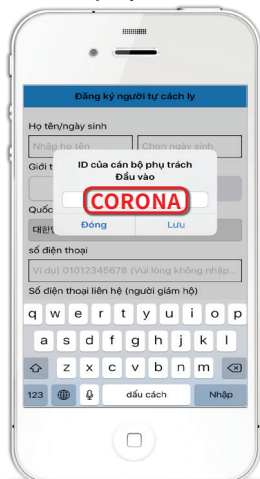 Đăng ký người tự cách ly
Họ tên/ngày sinh
Nhập họ tên Chọn ngày sinh
Giới t
ID của cán bộ phụ trách
Đầu vào
CORONA
Đóng Lưu
Quốc
대한
số điện thoại
Ví dụ) 01012345678 (Vui lòng không nhập...
Số điện thoại liên hệ (người giám hộ)
q w e r t y u i o p
a s d f g h j k l
z x c v b n m
123 dấu cách Nhập